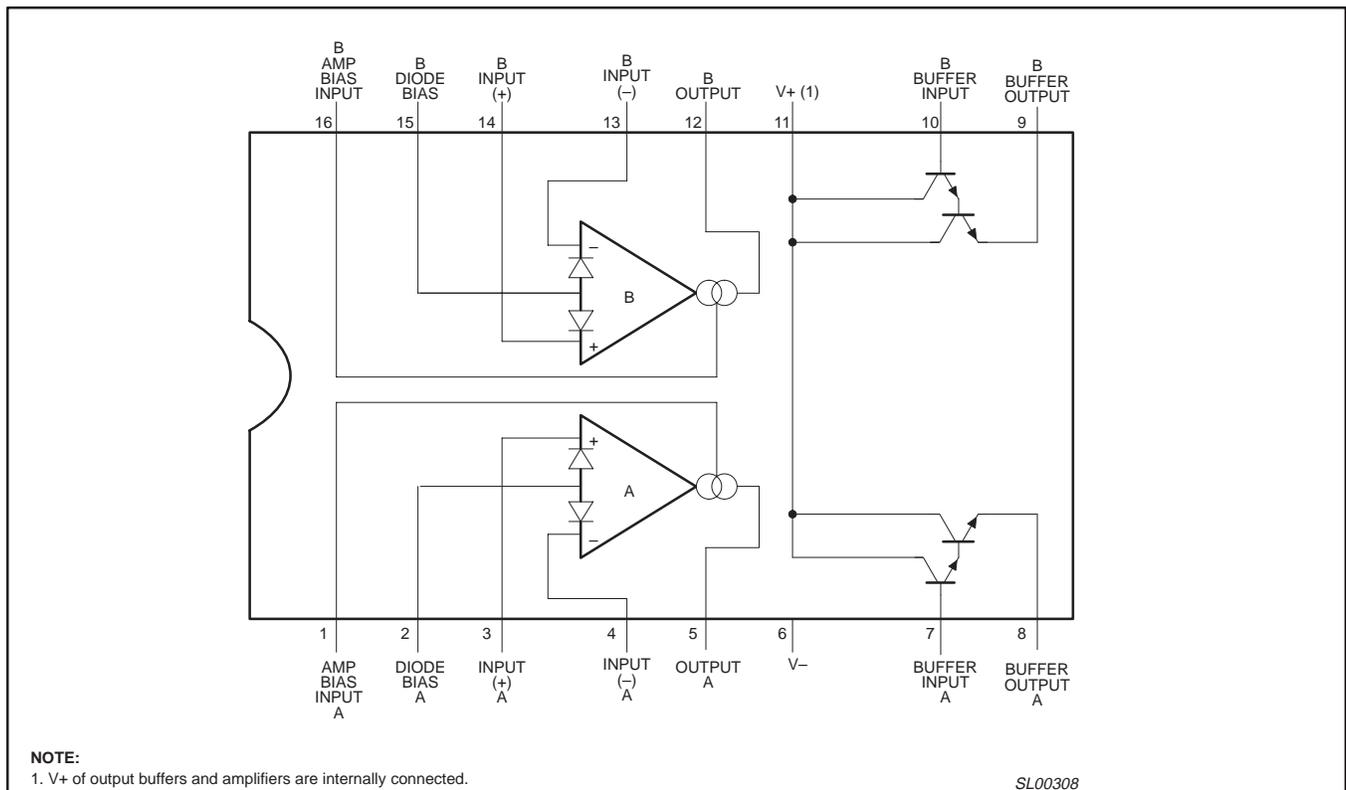 B
AMP
BIAS
INPUT
B
DIODE
BIAS
B
INPUT
(+)
B
INPUT
(–)
B
OUTPUT
V+ (1)
B
BUFFER
INPUT
B
BUFFER
OUTPUT
16
15
14
13
12
11
10
9
–
B
+
+
A
–
1
2
3
4
5
6
7
8
AMP
BIAS
INPUT
A
DIODE
BIAS
A
INPUT
(+)
A
INPUT
(–)
A
OUTPUT
A
V–
BUFFER
INPUT
A
BUFFER
OUTPUT
A
NOTE:
1. V+ of output buffers and amplifiers are internally connected.
SL00308